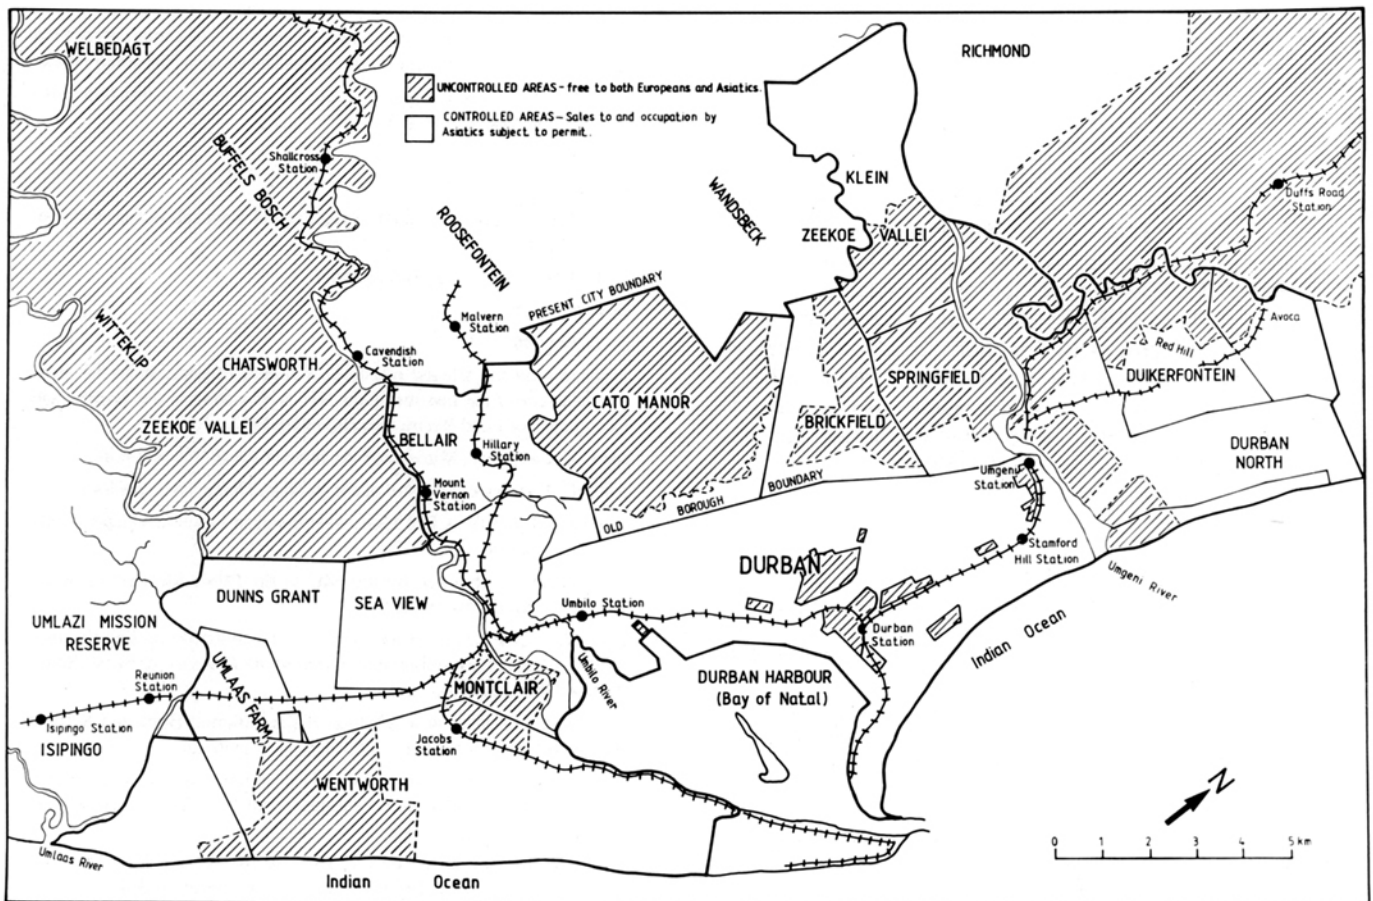 WELBEDAGT
RICHMOND
UNCONTROLLED AREAS - free to both Europeans and Asiatics.
CONTROLLED AREAS - Sales to and occupation by
Asiatics subject to permit.
BUFFELS BOSCH
Shallcross
Station
ROOSEFONTEIN
WANDSBECK
KLEIN
ZEEKOE VALLEI
Duffs Road
Station
PRESENT CITY BOUNDARY
Malvern
Station
WITTEKLIP
CHATSWORTH
Cavendish
Station
Avoca
Red Hill
DUIKERFONTEIN
SPRINGFIELD
CATO MANOR
BRICKFIELD
ZEEKOE VALLEI
BELLAIR
Hillary
Station
DURBAN
NORTH
Mount
Vernon
Station
Umgeni
Station
OLD BOROUGH BOUNDARY
Stamford
Hill Station
DURBAN
Umgeni River
DUNNS GRANT
SEA VIEW
Umbilo Station
UMLAZI MISSION
RESERVE
Durban
Station
Indian Ocean
UMLAAS FARM
Reunion
Station
Umbilo River
MONTCLAIR
DURBAN HARBOUR
(Bay of Natal)
Isipingo Station
ISIPINGO
Jacobs
Station
WENTWORTH
N
0 1 2 3 4 5 km
Umlaas River
Indian Ocean